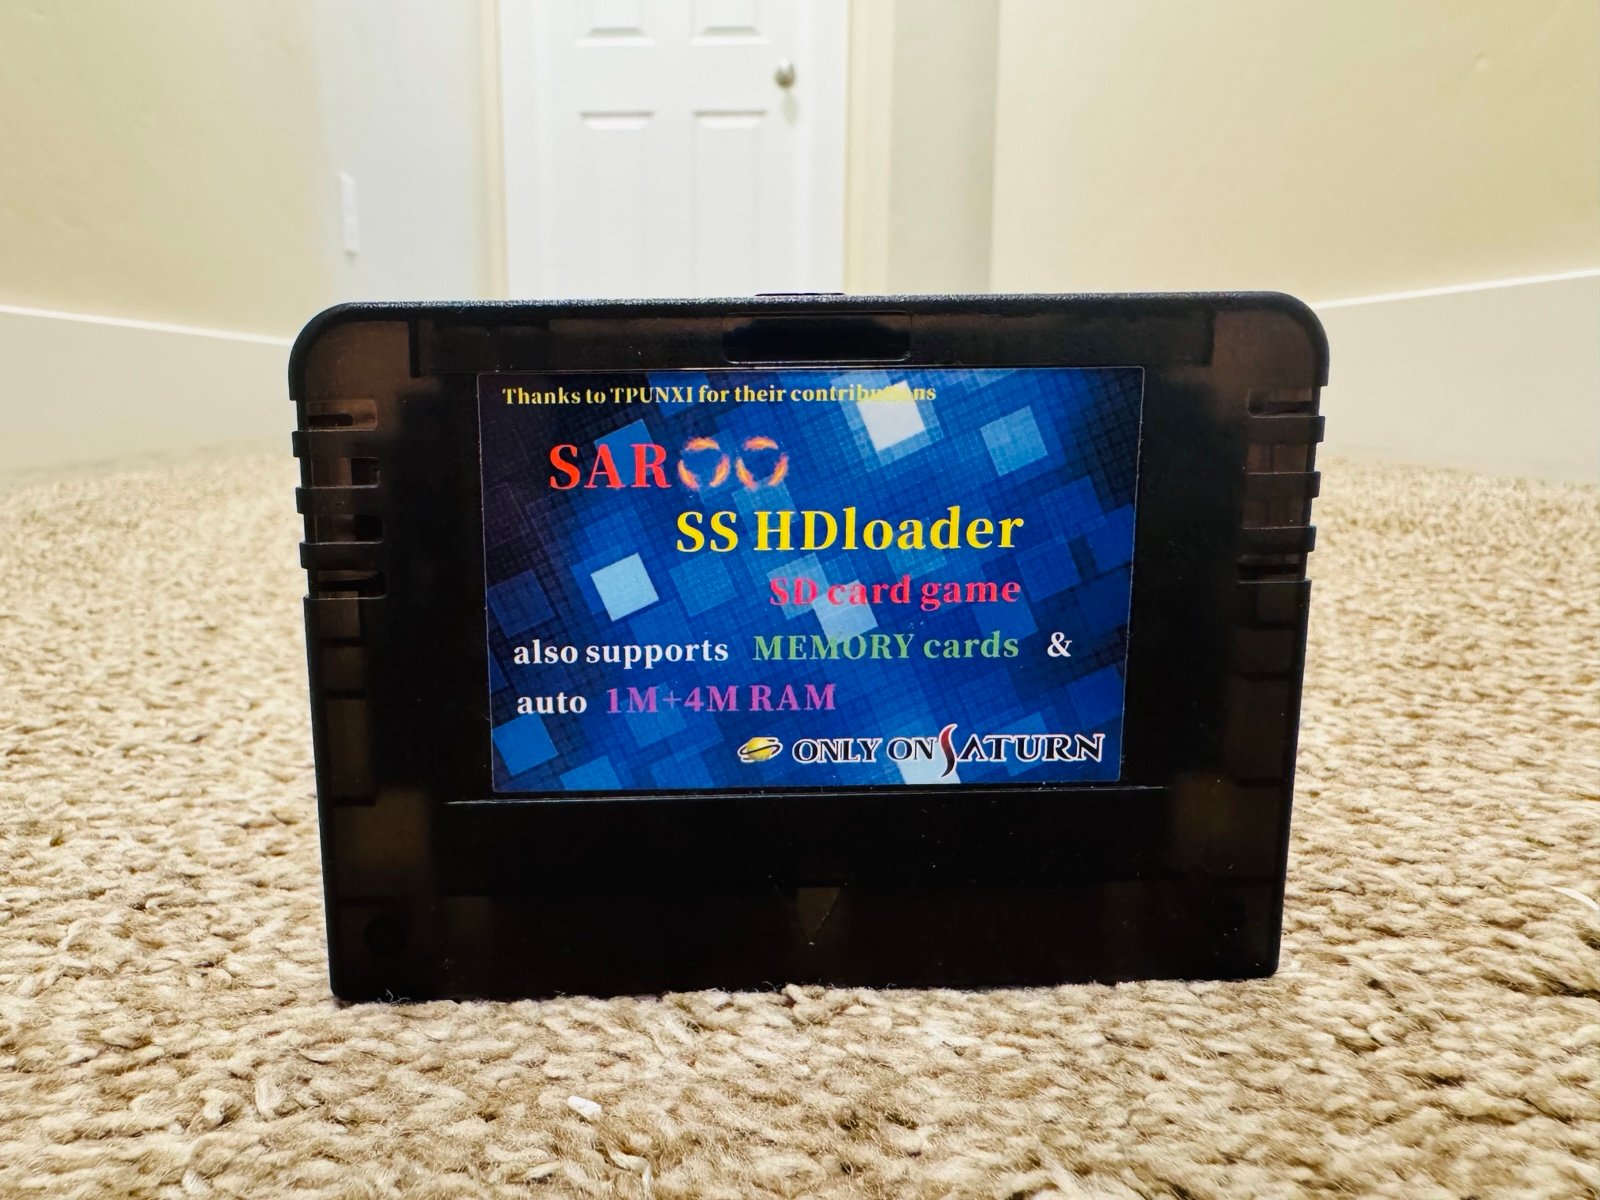 Thanks to TPUNXI for their contributions
SAROO
SS HDloader
SD card game
also supports MEMORY cards &
auto 1M+4M RAM
ONLY ON SATURN